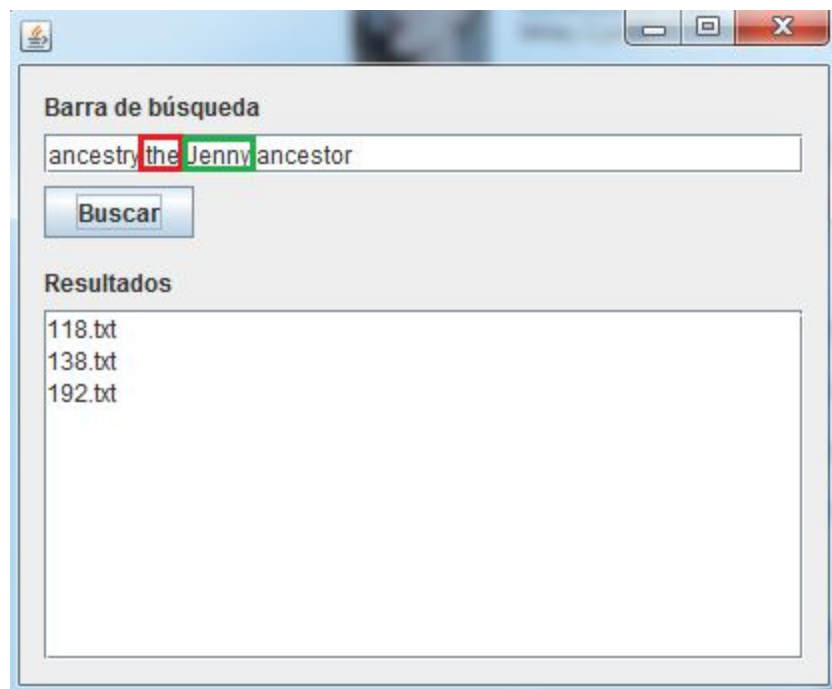 Barra de búsqueda
ancestry the Jenny ancestor
Buscar
Resultados
118.txt
138.txt
192.txt